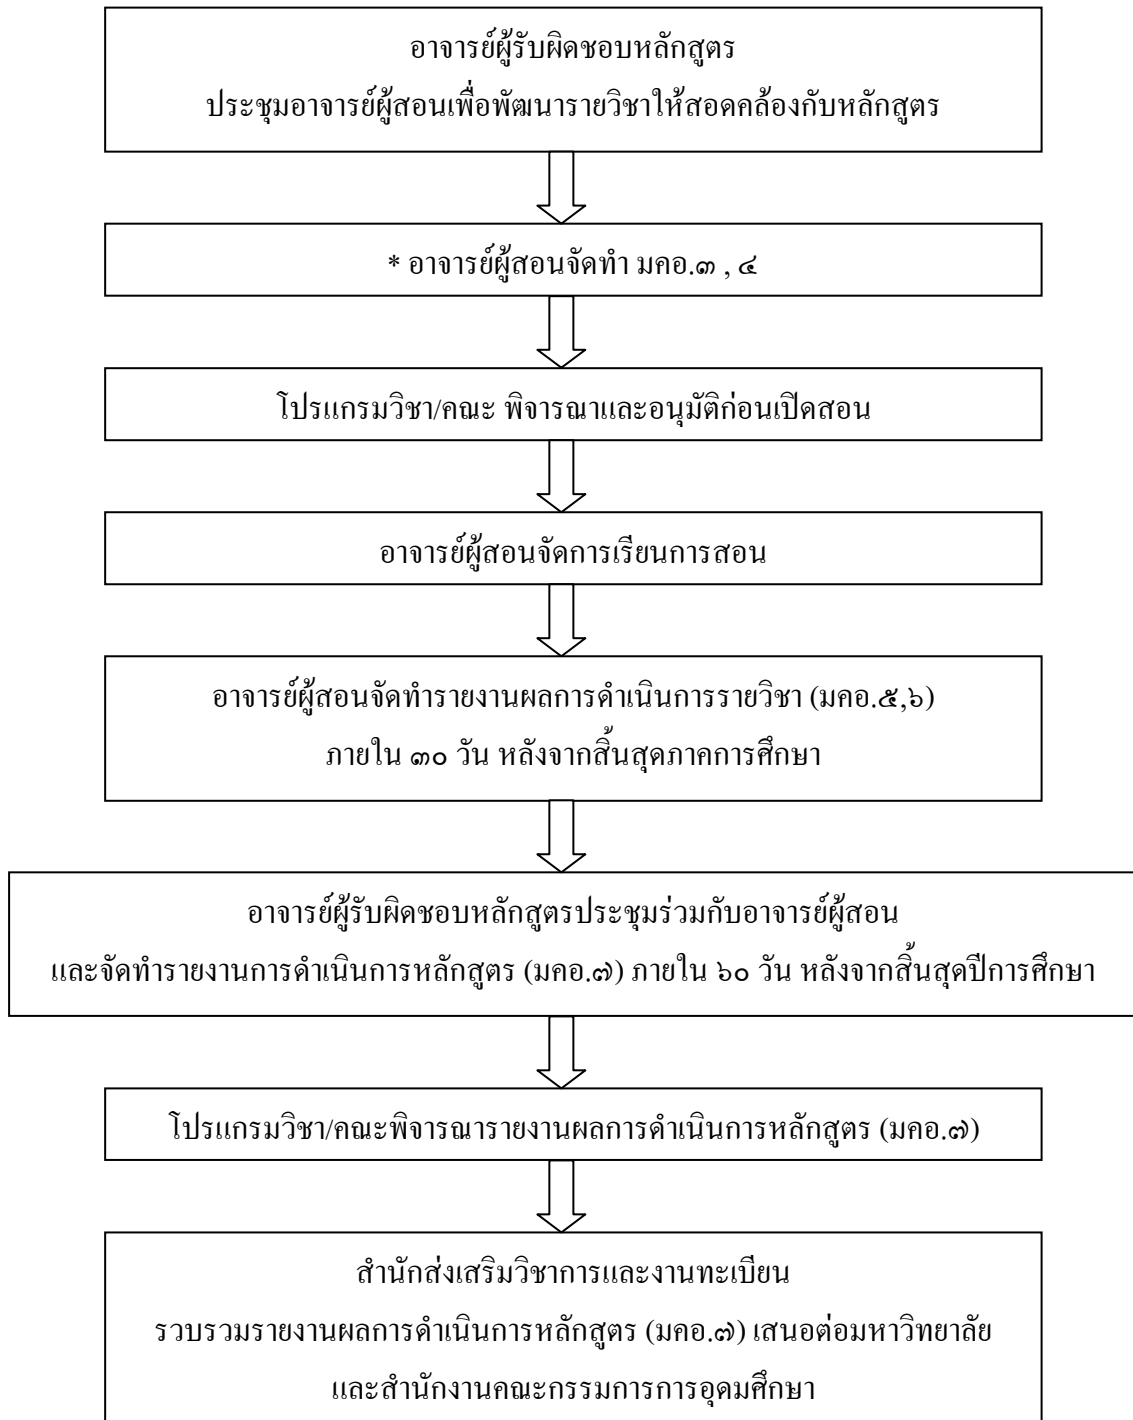 อาจารย์ผู้รับผิดชอบหลักสูตร
ประชุมอาจารย์ผู้สอนเพื่อพัฒนารายวิชาให้สอดคล้องกับหลักสูตร
* อาจารย์ผู้สอนจัดทำ มคอ.๓ , ๔
โปรแกรมวิชา/คณะ พิจารณาและอนุมัติก่อนเปิดสอน
อาจารย์ผู้สอนจัดการเรียนการสอน
อาจารย์ผู้สอนจัดทำรายงานผลการดำเนินการรายวิชา (มคอ.๕,๖)
ภายใน ๓๐ วัน หลังจากสิ้นสุดภาคการศึกษา
อาจารย์ผู้รับผิดชอบหลักสูตรประชุมร่วมกับอาจารย์ผู้สอน
และจัดทำรายงานการดำเนินการหลักสูตร (มคอ.๗) ภายใน ๖๐ วัน หลังจากสิ้นสุดปีการศึกษา
โปรแกรมวิชา/คณะพิจารณารายงานผลการดำเนินการหลักสูตร (มคอ.๗)
สำนักส่งเสริมวิชาการและงานทะเบียน
รวบรวมรายงานผลการดำเนินการหลักสูตร (มคอ.๗) เสนอต่อมหาวิทยาลัย
และสำนักงานคณะกรรมการการอุดมศึกษา